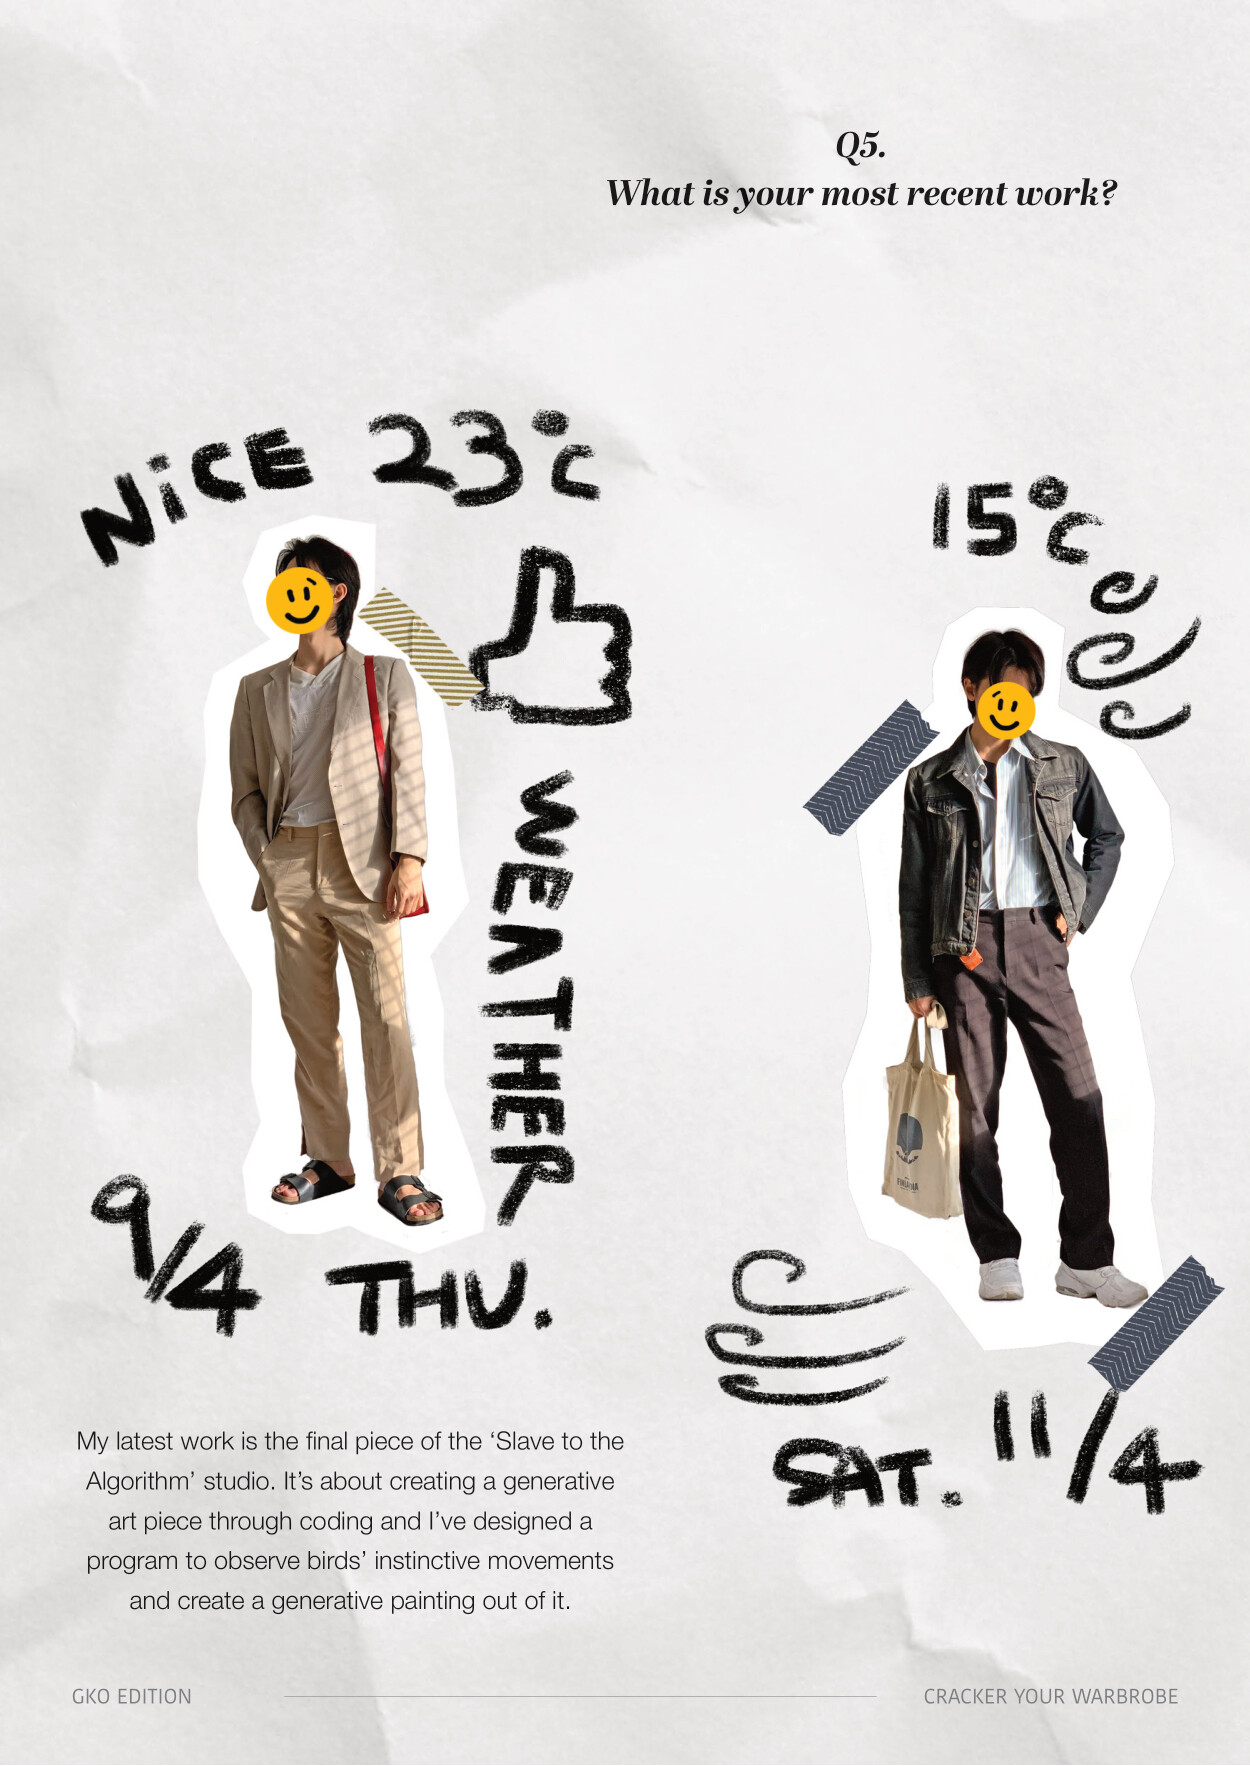 Q5.
What is your most recent work?
NiCE 23°C
WEATHER
9/4 THU.
15°C
SAT. 11/4
FINLANDIA
My latest work is the final piece of the ‘Slave to the
Algorithm’ studio. It’s about creating a generative
art piece through coding and I’ve designed a
program to observe birds’ instinctive movements
and create a generative painting out of it.
GKO EDITION
CRACKER YOUR WARBROBE